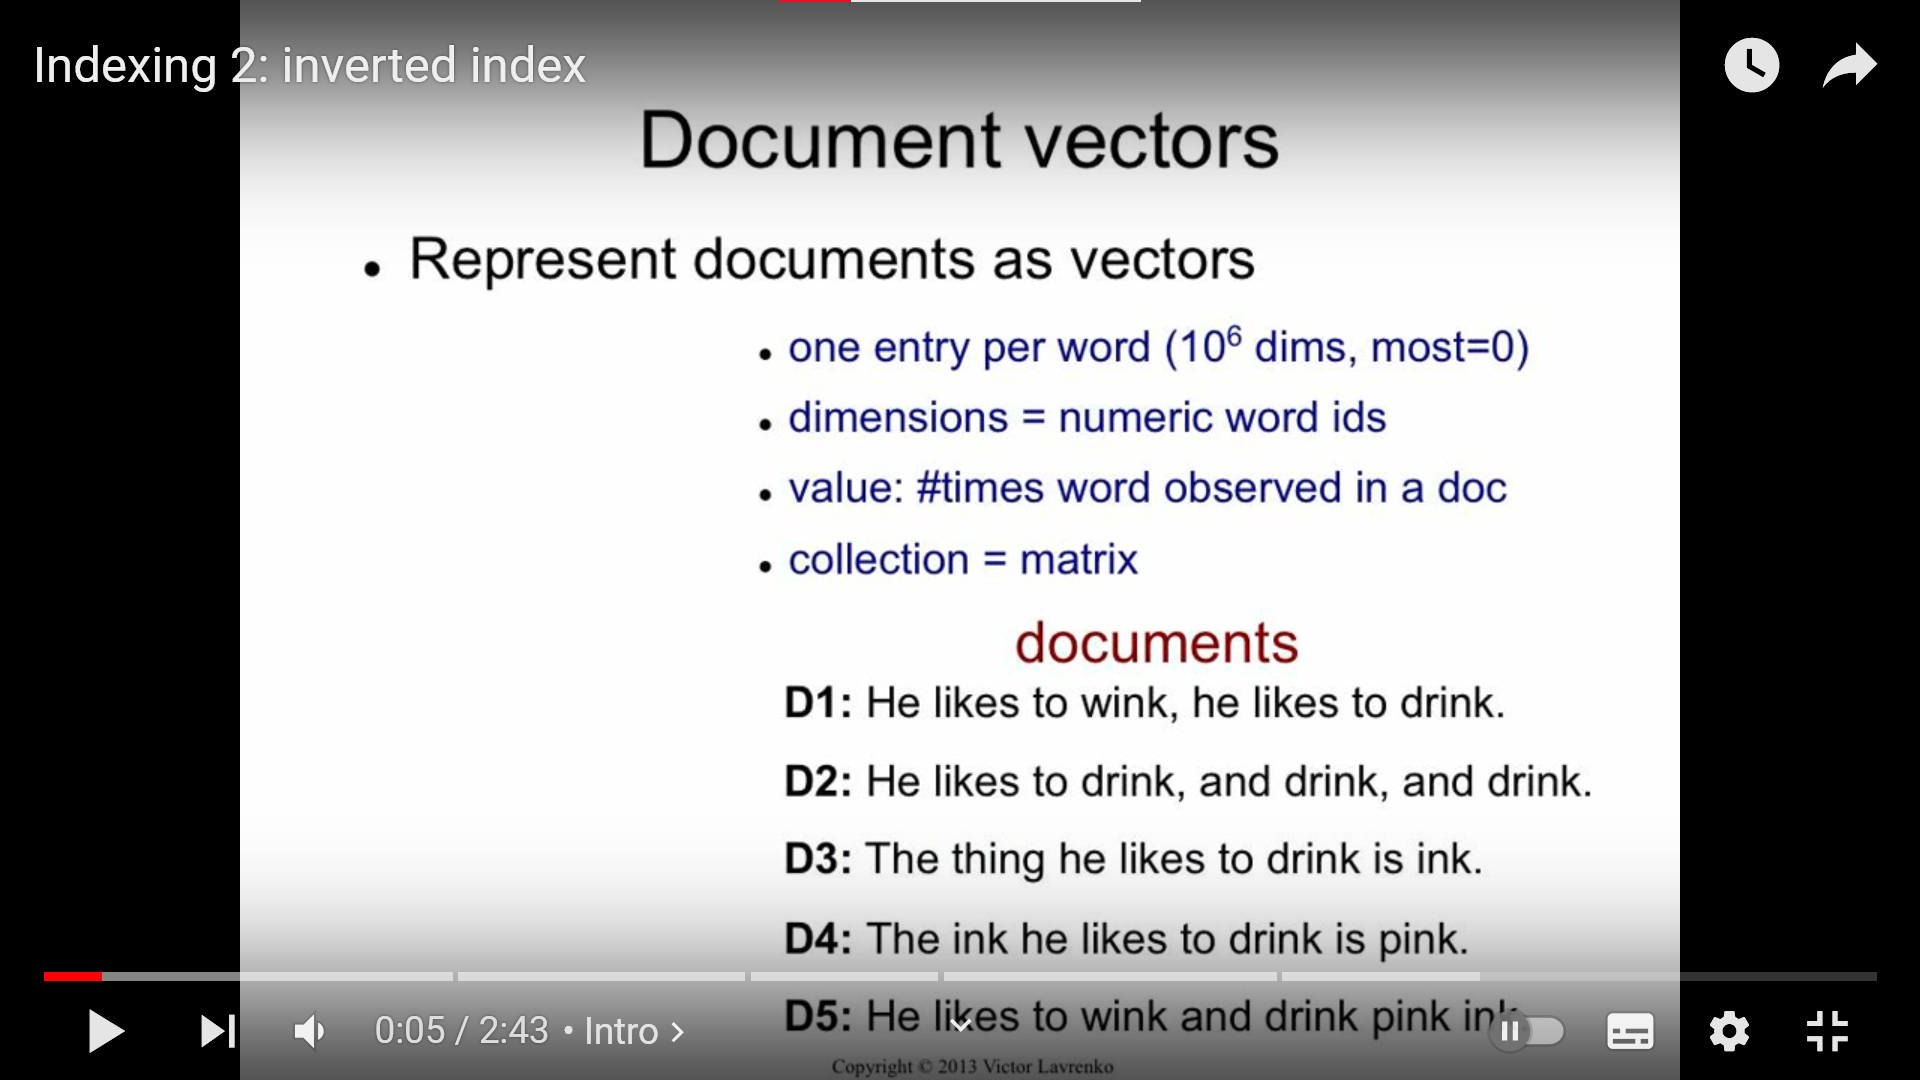 Indexing 2: inverted index
Document vectors
• Represent documents as vectors
• one entry per word (10⁶ dims, most=0)
• dimensions = numeric word ids
• value: #times word observed in a doc
• collection = matrix
documents
D1: He likes to wink, he likes to drink.
D2: He likes to drink, and drink, and drink.
D3: The thing he likes to drink is ink.
D4: The ink he likes to drink is pink.
D5: He likes to wink and drink pink ink.
0:05 / 2:43 • Intro >
Copyright © 2013 Victor Lavrenko